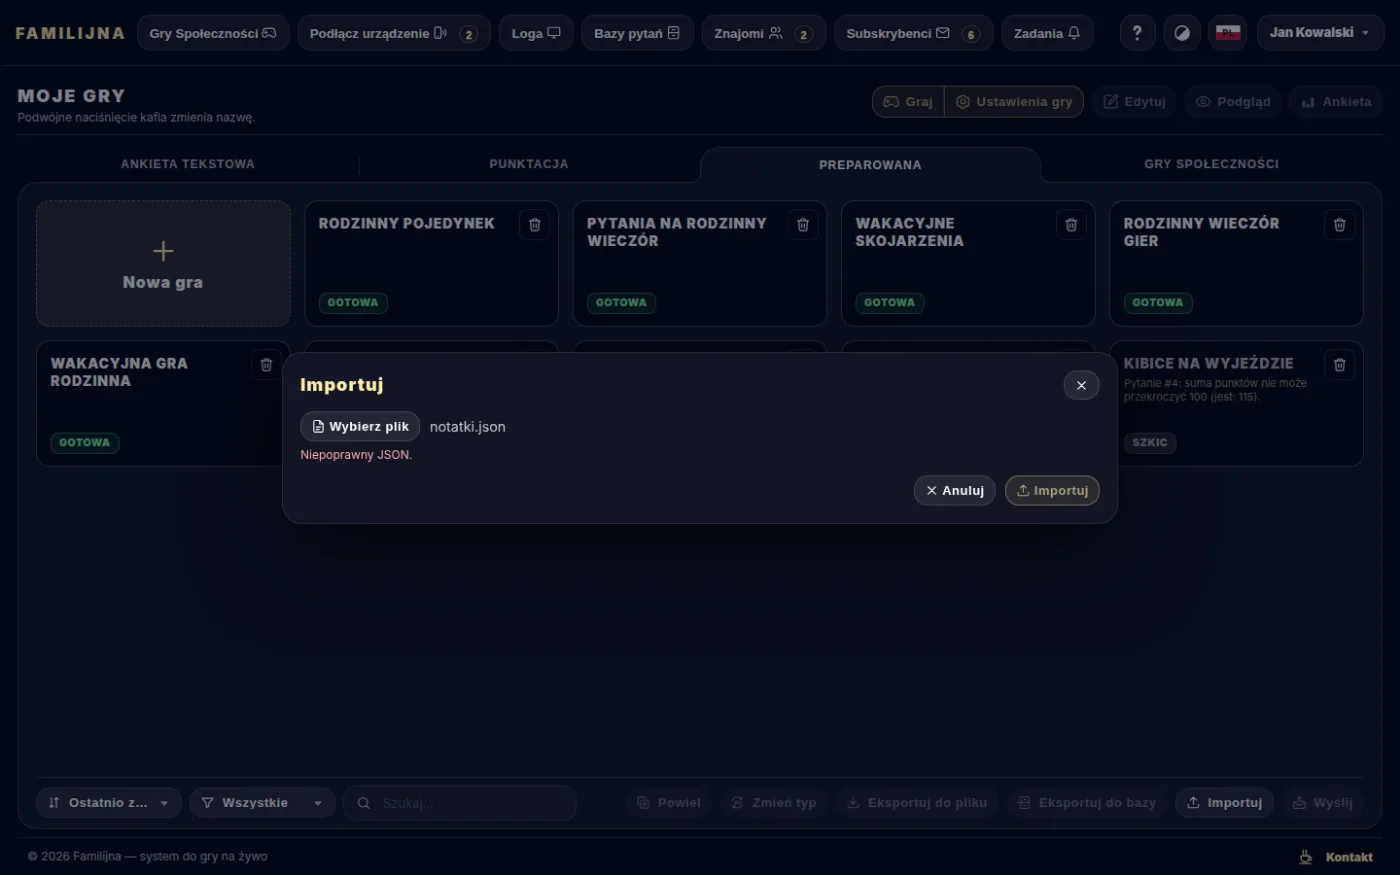 FAMILIJNA
Gry Społeczności
Podłącz urządzenie 2
Loga
Bazy pytań
Znajomi 2
Subskrybenci 6
Zadania
?
PL
Jan Kowalski
MOJE GRY
Podwójne naciśnięcie kafla zmienia nazwę.
Graj
Ustawienia gry
Edytuj
Podgląd
Ankieta
ANKIETA TEKSTOWA
PUNKTACJA
PREPAROWANA
GRY SPOŁECZNOŚCI
Nowa gra
RODZINNY POJEDYNEK
GOTOWA
PYTANIA NA RODZINNY
WIECZÓR
GOTOWA
WAKACYJNE
SKOJARZENIA
GOTOWA
RODZINNY WIECZÓR
GIER
GOTOWA
WAKACYJNA GRA
RODZINNA
GOTOWA
KIBICE NA WYJEŹDZIE
Pytanie #4: suma punktów nie może
przekroczyć 100 (jest: 115).
SZKIC
Importuj
Wybierz plik notatki.json
Niepoprawny JSON.
Anuluj
Importuj
Ostatnio z...
Wszystkie
Szukaj...
Powiel
Zmień typ
Eksportuj do pliku
Eksportuj do bazy
Importuj
Wyślij
© 2026 Familijna — system do gry na żywo
Kontakt